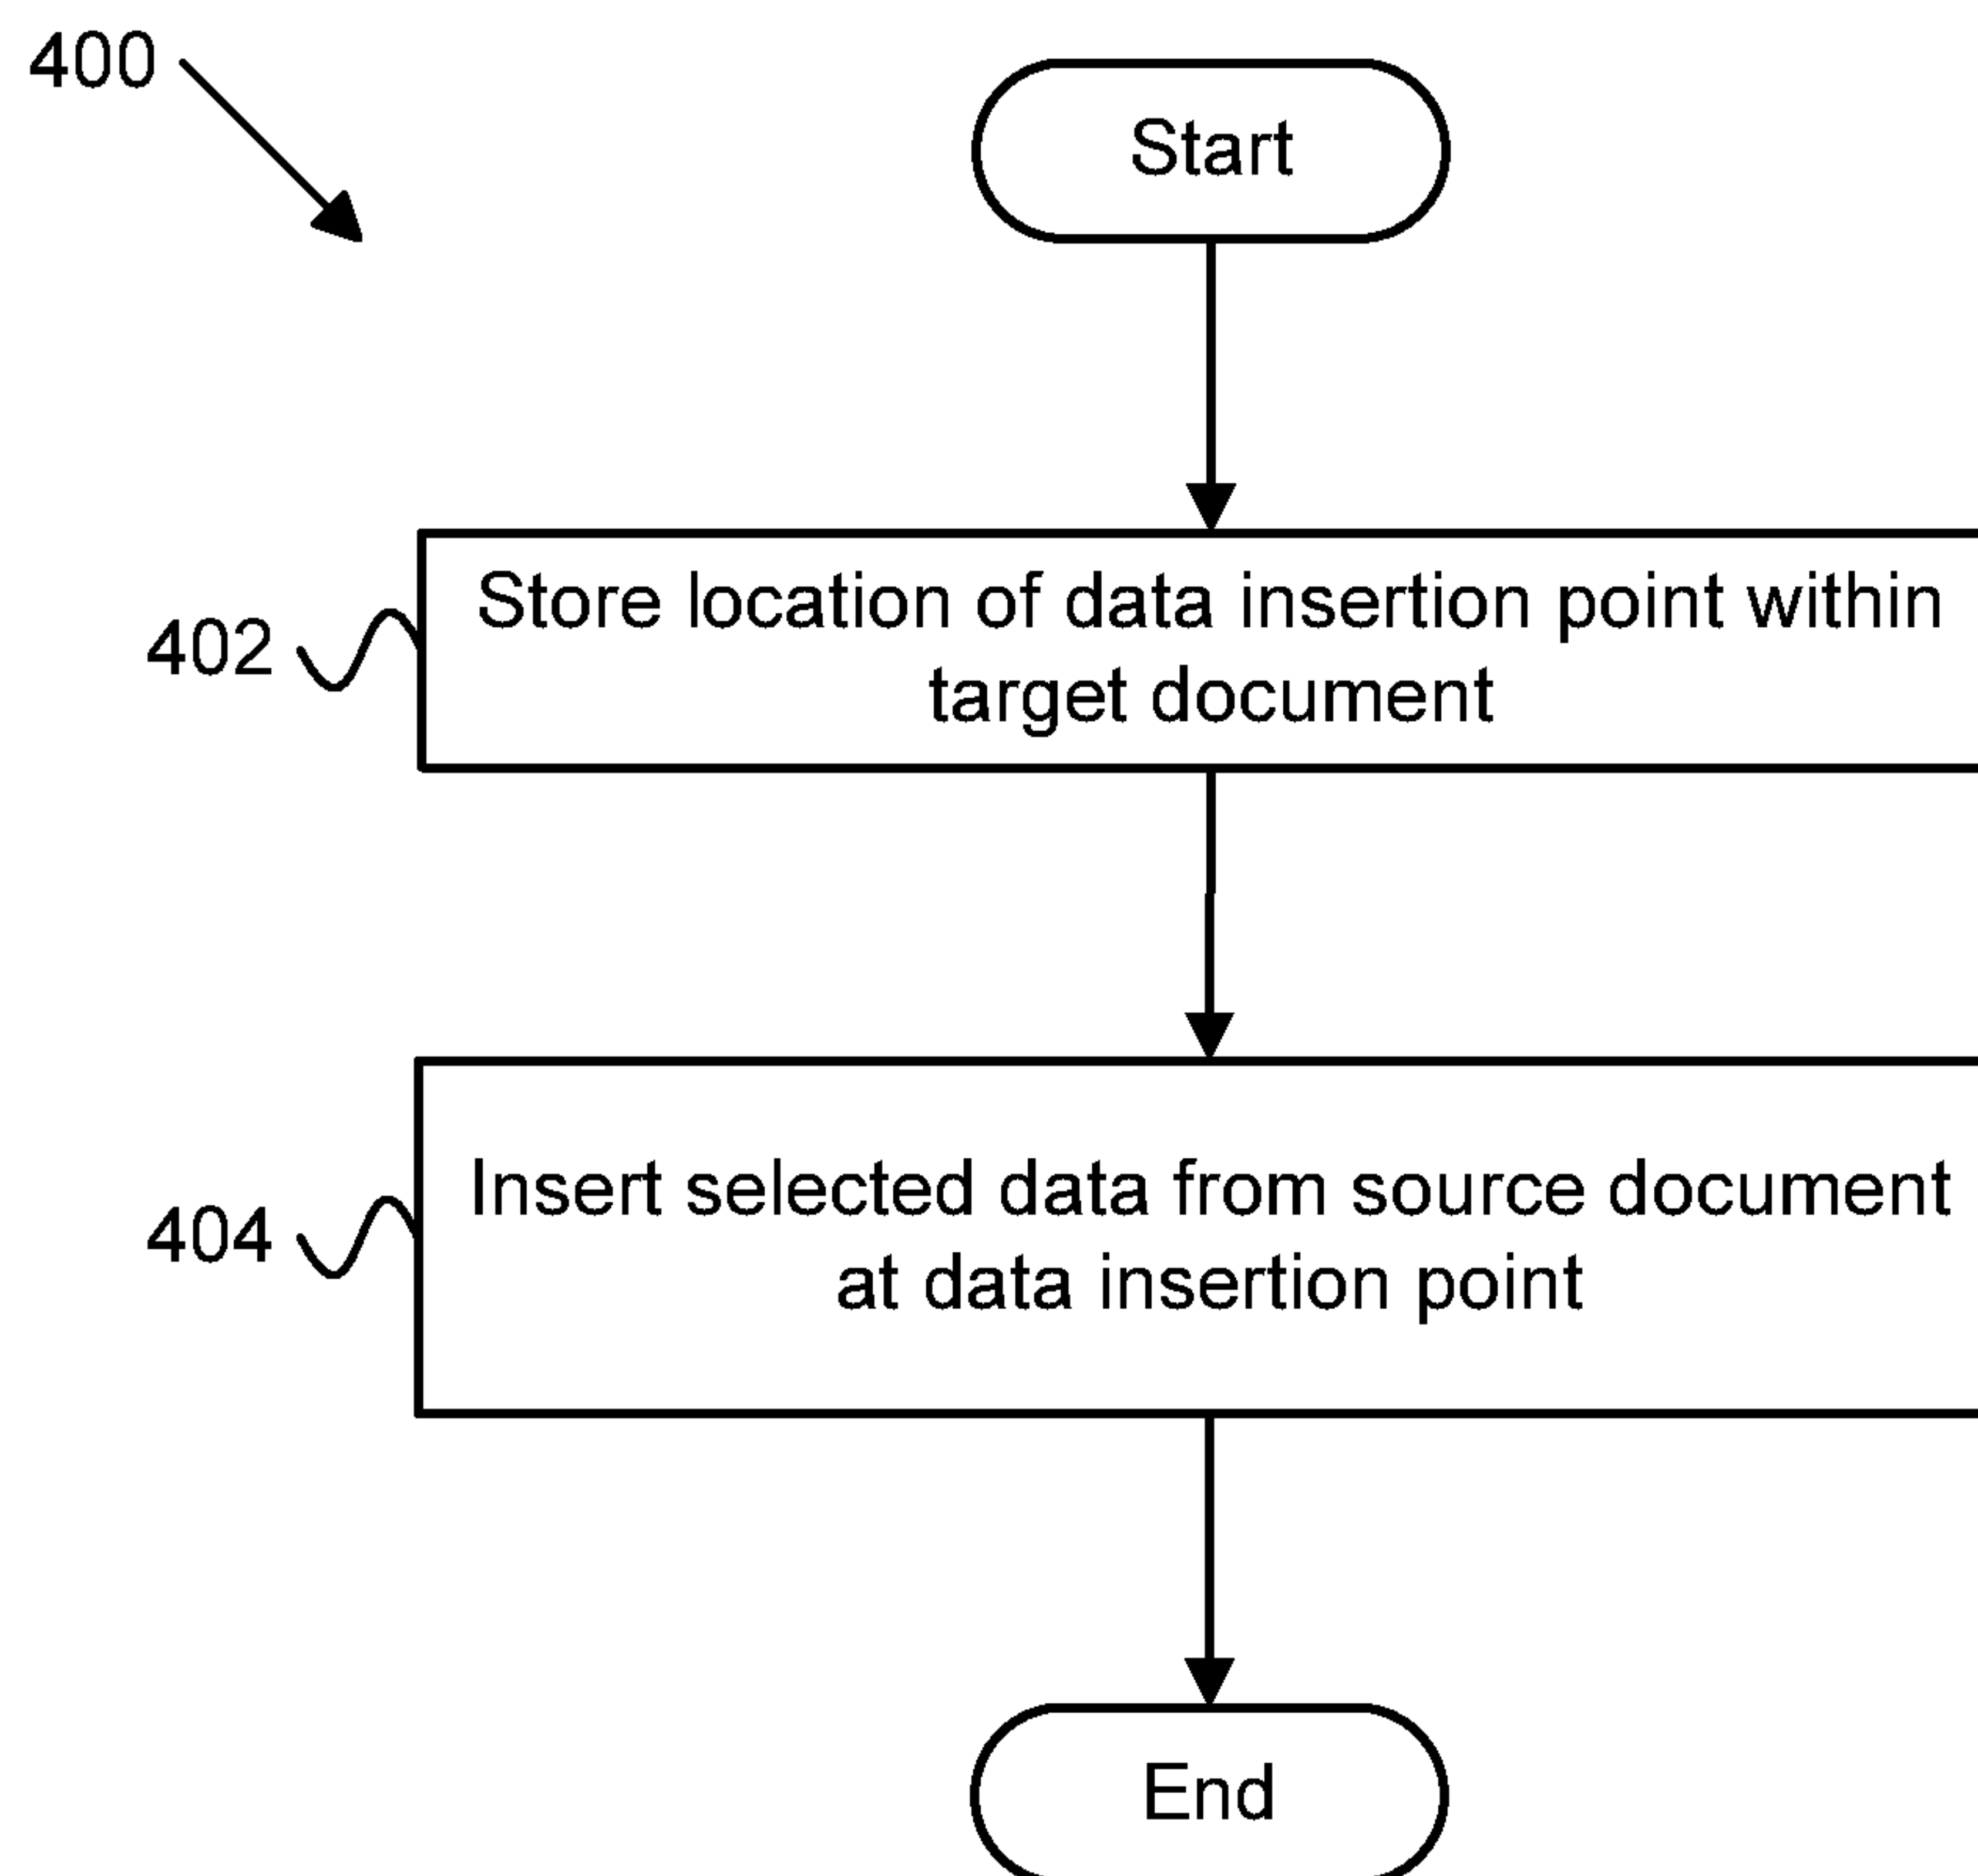 400
Start
402
Store location of data insertion point within
target document
404
Insert selected data from source document
at data insertion point
End